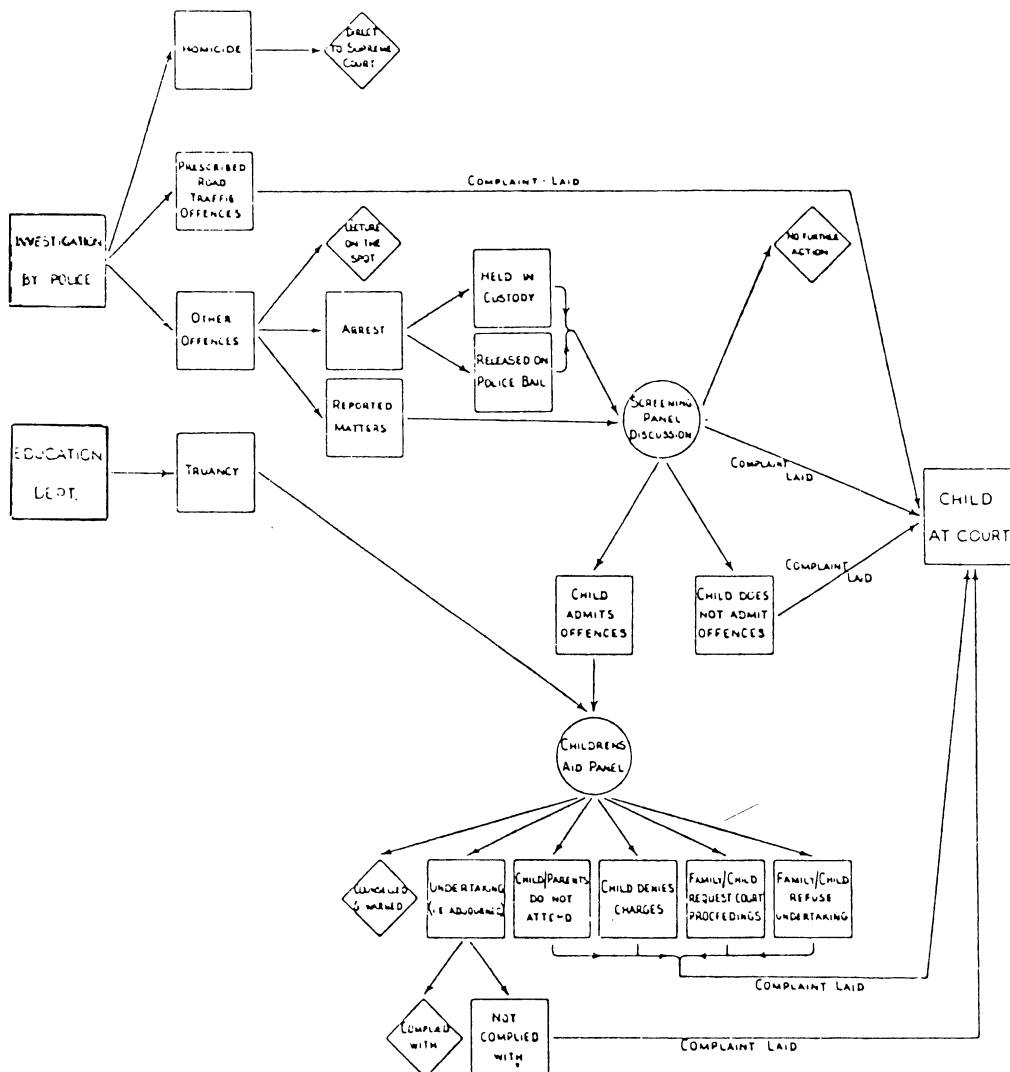 HOMICIDE
DIRECT
TO SUPREME
COURT
PRESCRIBED
ROAD
TRAFFIC
OFFENCES
COMPLAINT - LAID
INVESTIGATION
BY POLICE
LECTURE
ON THE
SPOT
NO FURTHER
ACTION
OTHER
OFFENCES
ARREST
HELD IN
CUSTODY
RELEASED ON
POLICE BAIL
REPORTED
MATTERS
SCREENING
PANEL
DISCUSSION
EDUCATION
DEPT.
TRUANCY
COMPLAINT
LAID
CHILD
AT COURT
COMPLAINT
LAID
CHILD
ADMITS
OFFENCES
CHILD DOES
NOT ADMIT
OFFENCES
CHILDRENS
AID PANEL
COUNCELLED
& WARNED
UNDERTAKING
(I.E. ADJOURNED)
CHILD/PARENTS
DO NOT
ATTEND
CHILD DENIES
CHARGES
FAMILY/CHILD
REQUEST COURT
PROCEEDINGS
FAMILY/CHILD
REFUSE
UNDERTAKING
COMPLAINT LAID
COMPLIED
WITH
NOT
COMPLIED
WITH
COMPLAINT LAID